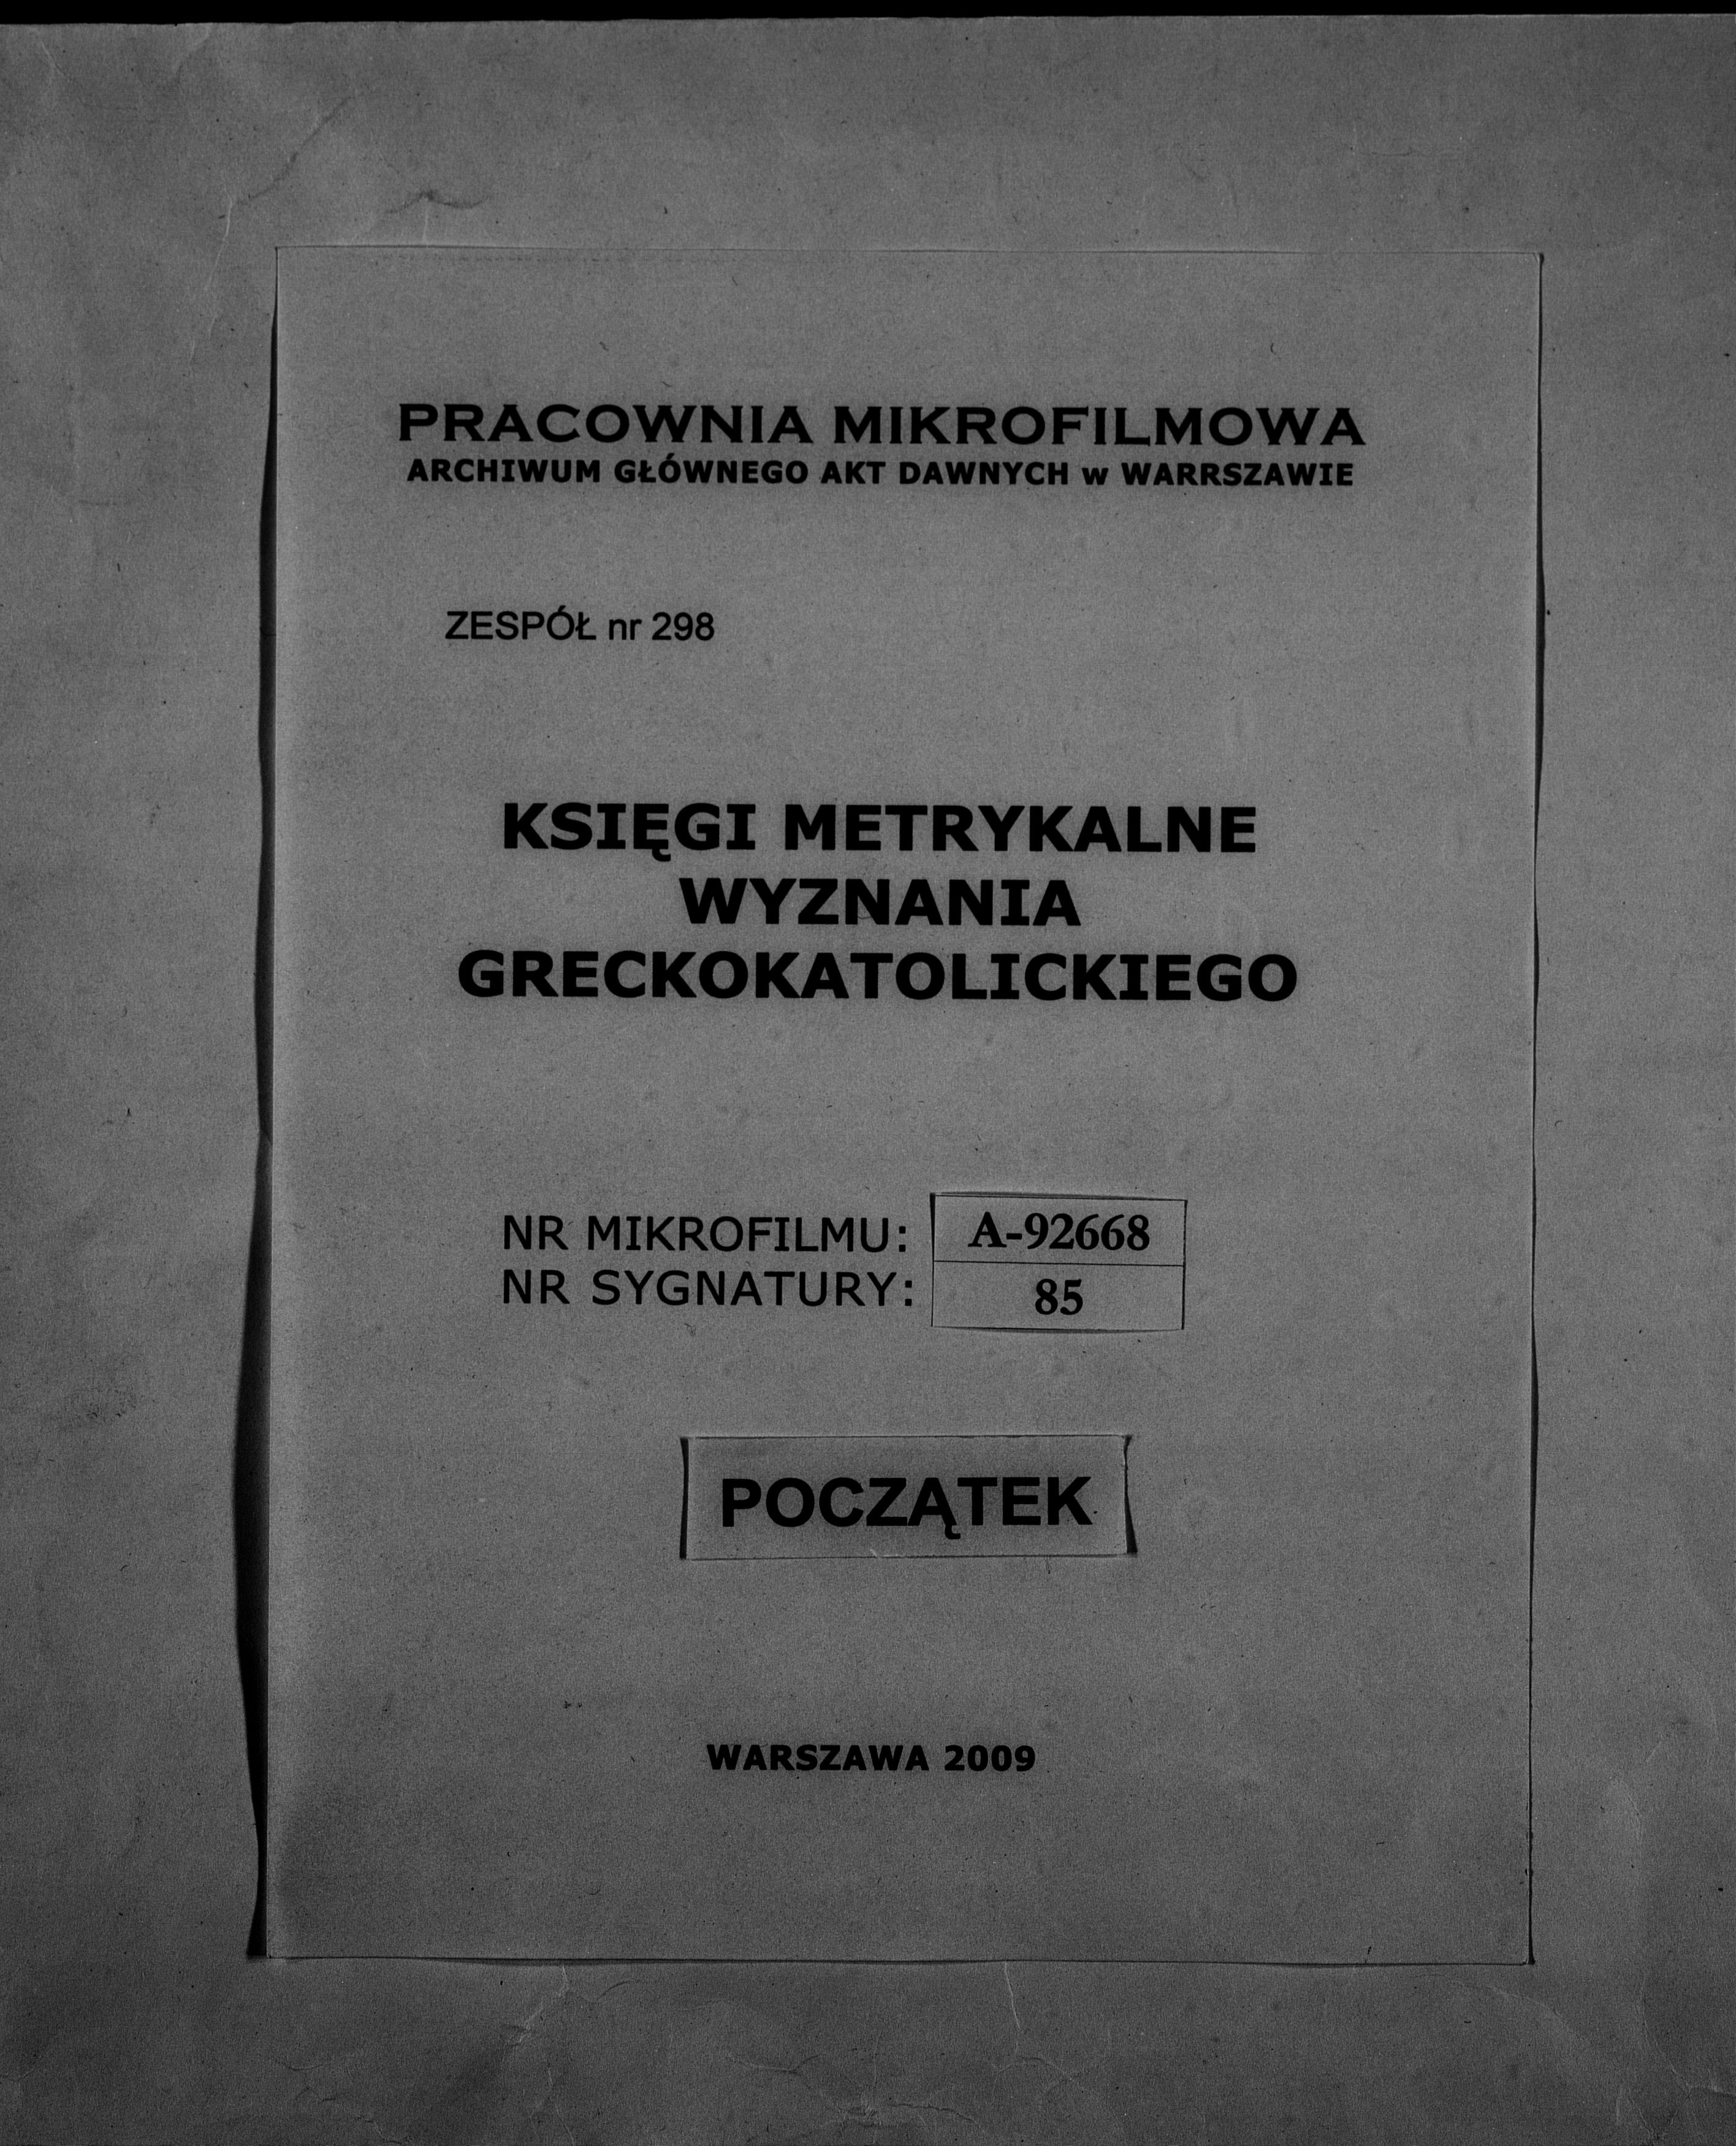 PRACOWNIA MIKROFILMOWA
ARCHIWUM GŁÓWNEGO AKT DAWNYCH w WARRSZAWIE
ZESPÓŁ nr 298
KSIĘGI METRYKALNE
WYZNANIA
GRECKOKATOLICKIEGO
NR MIKROFILMU: A-92668
NR SYGNATURY: 85
POCZĄTEK
WARSZAWA 2009